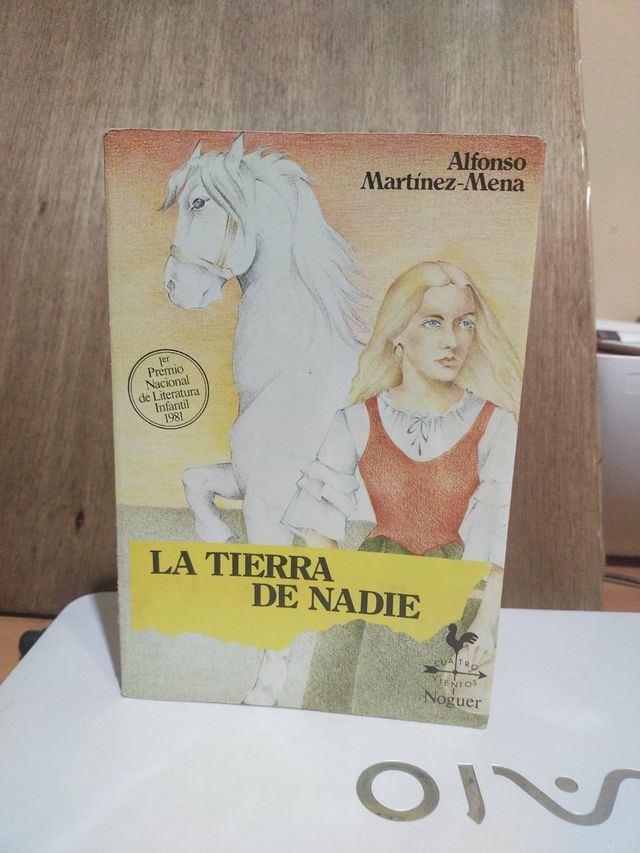 Alfonso
Martínez-Mena
1er
Premio
Nacional
de Literatura
Infantil
1981
LA TIERRA
DE NADIE
CUATRO
VIENTOS
Noguer
VAIO